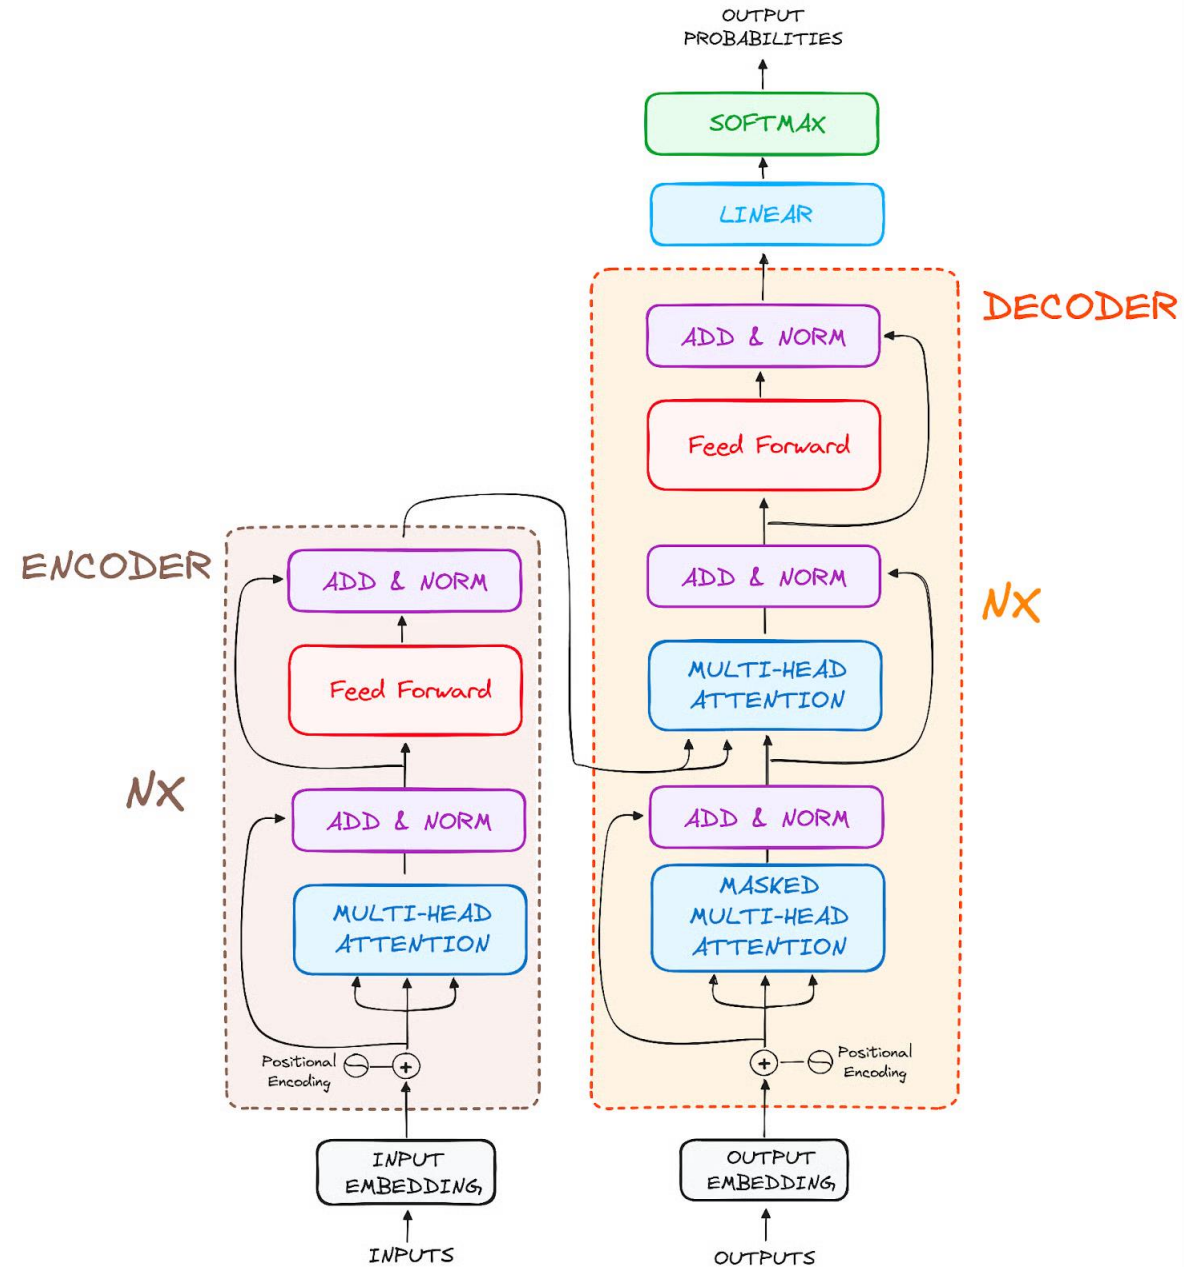 OUTPUT
PROBABILITIES
SOFTMAX
LINEAR
DECODER
ADD & NORM
Feed Forward
ADD & NORM
NX
MULTI-HEAD
ATTENTION
ADD & NORM
MASKED
MULTI-HEAD
ATTENTION
Positional
Encoding
OUTPUT
EMBEDDING
OUTPUTS
ENCODER
ADD & NORM
Feed Forward
NX
ADD & NORM
MULTI-HEAD
ATTENTION
Positional
Encoding
INPUT
EMBEDDING
INPUTS